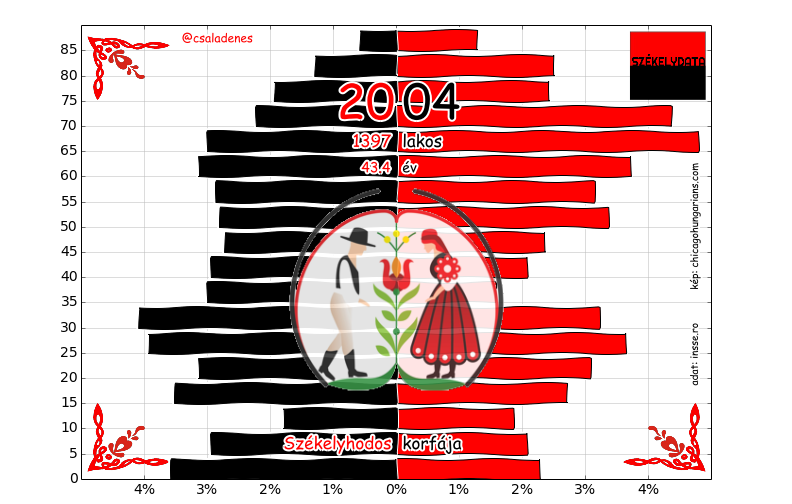 @csaladenes
SZÉKELYDATA
2004
1397 lakos
43.4 év
Székelyhodos korfája
kép: chicagohungarians.com
adat: insse.ro
85
80
75
70
65
60
55
50
45
40
35
30
25
20
15
10
5
0
4% 3% 2% 1% 0% 1% 2% 3% 4%